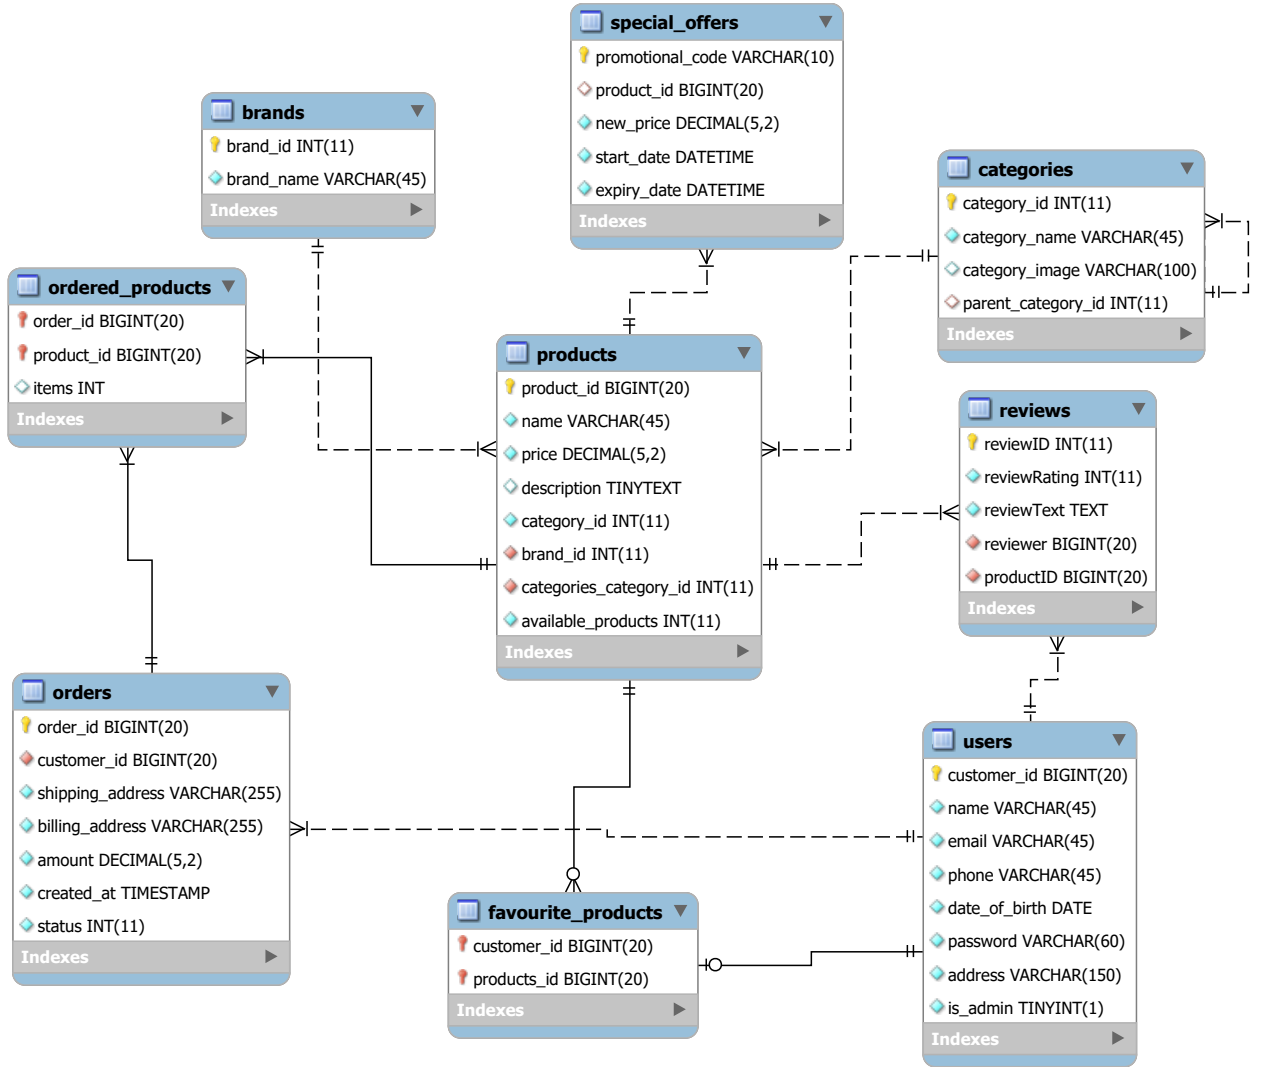 special_offers
promotional_code VARCHAR(10)
product_id BIGINT(20)
new_price DECIMAL(5,2)
start_date DATETIME
expiry_date DATETIME
Indexes
brands
brand_id INT(11)
brand_name VARCHAR(45)
Indexes
categories
category_id INT(11)
category_name VARCHAR(45)
category_image VARCHAR(100)
parent_category_id INT(11)
Indexes
ordered_products
order_id BIGINT(20)
product_id BIGINT(20)
items INT
Indexes
products
product_id BIGINT(20)
name VARCHAR(45)
price DECIMAL(5,2)
description TINYTEXT
category_id INT(11)
brand_id INT(11)
categories_category_id INT(11)
available_products INT(11)
Indexes
reviews
reviewID INT(11)
reviewRating INT(11)
reviewText TEXT
reviewer BIGINT(20)
productID BIGINT(20)
Indexes
orders
order_id BIGINT(20)
customer_id BIGINT(20)
shipping_address VARCHAR(255)
billing_address VARCHAR(255)
amount DECIMAL(5,2)
created_at TIMESTAMP
status INT(11)
Indexes
users
customer_id BIGINT(20)
name VARCHAR(45)
email VARCHAR(45)
phone VARCHAR(45)
date_of_birth DATE
password VARCHAR(60)
address VARCHAR(150)
is_admin TINYINT(1)
Indexes
favourite_products
customer_id BIGINT(20)
products_id BIGINT(20)
Indexes